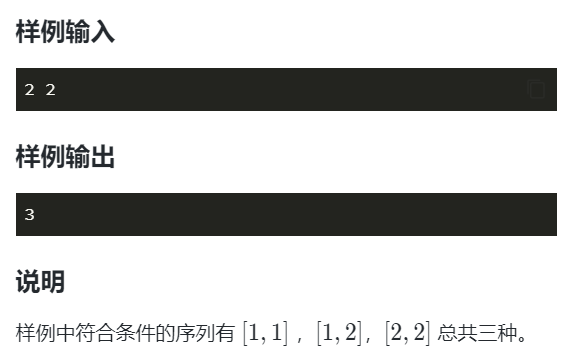 样例输入
2 2
样例输出
3
说明
样例中符合条件的序列有 [1, 1] ，[1, 2]，[2, 2] 总共三种。